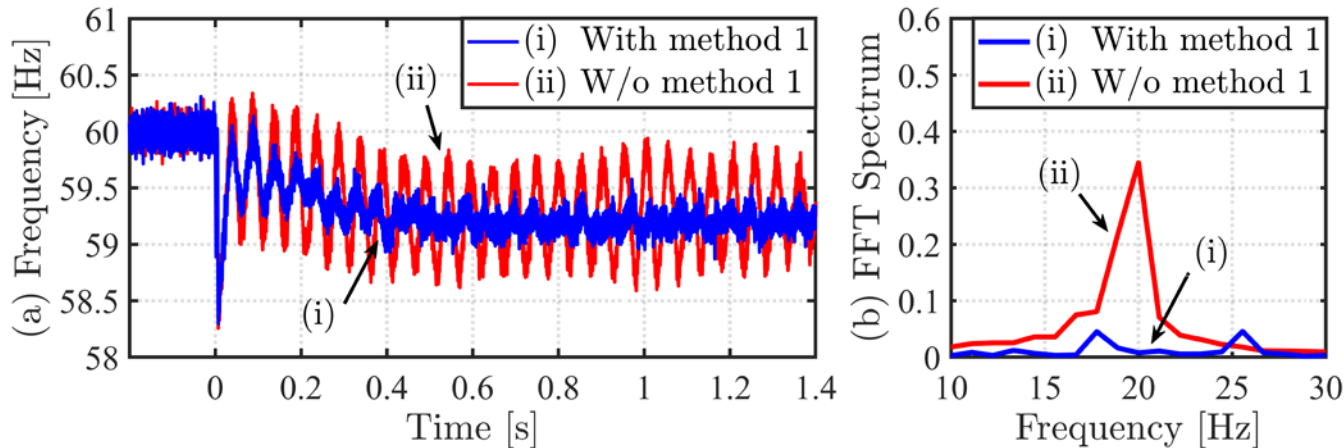 (a) Frequency [Hz]
61
60.5
60
59.5
59
58.5
58
(i) With method 1
(ii) W/o method 1
(ii)
(i)
0
0.2
0.4
0.6
0.8
1
1.2
1.4
Time [s]
(b) FFT Spectrum
0.6
0.5
0.4
0.3
0.2
0.1
0
(i) With method 1
(ii) W/o method 1
(ii)
(i)
10
15
20
25
30
Frequency [Hz]